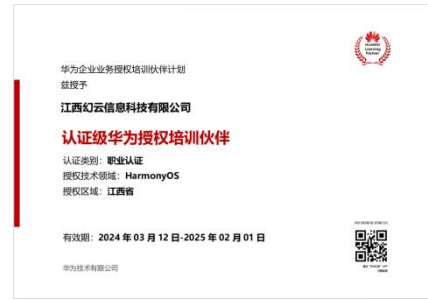 HUAWEI
Learning
Partner
华为企业业务授权培训伙伴计划
兹授予
江西幻云信息科技有限公司
认证级华为授权培训伙伴
认证类别：职业认证
授权技术领域：HarmonyOS
授权区域：江西省
有效期：2024 年 03 月 12 日-2025 年 02 月 01 日
华为技术有限公司